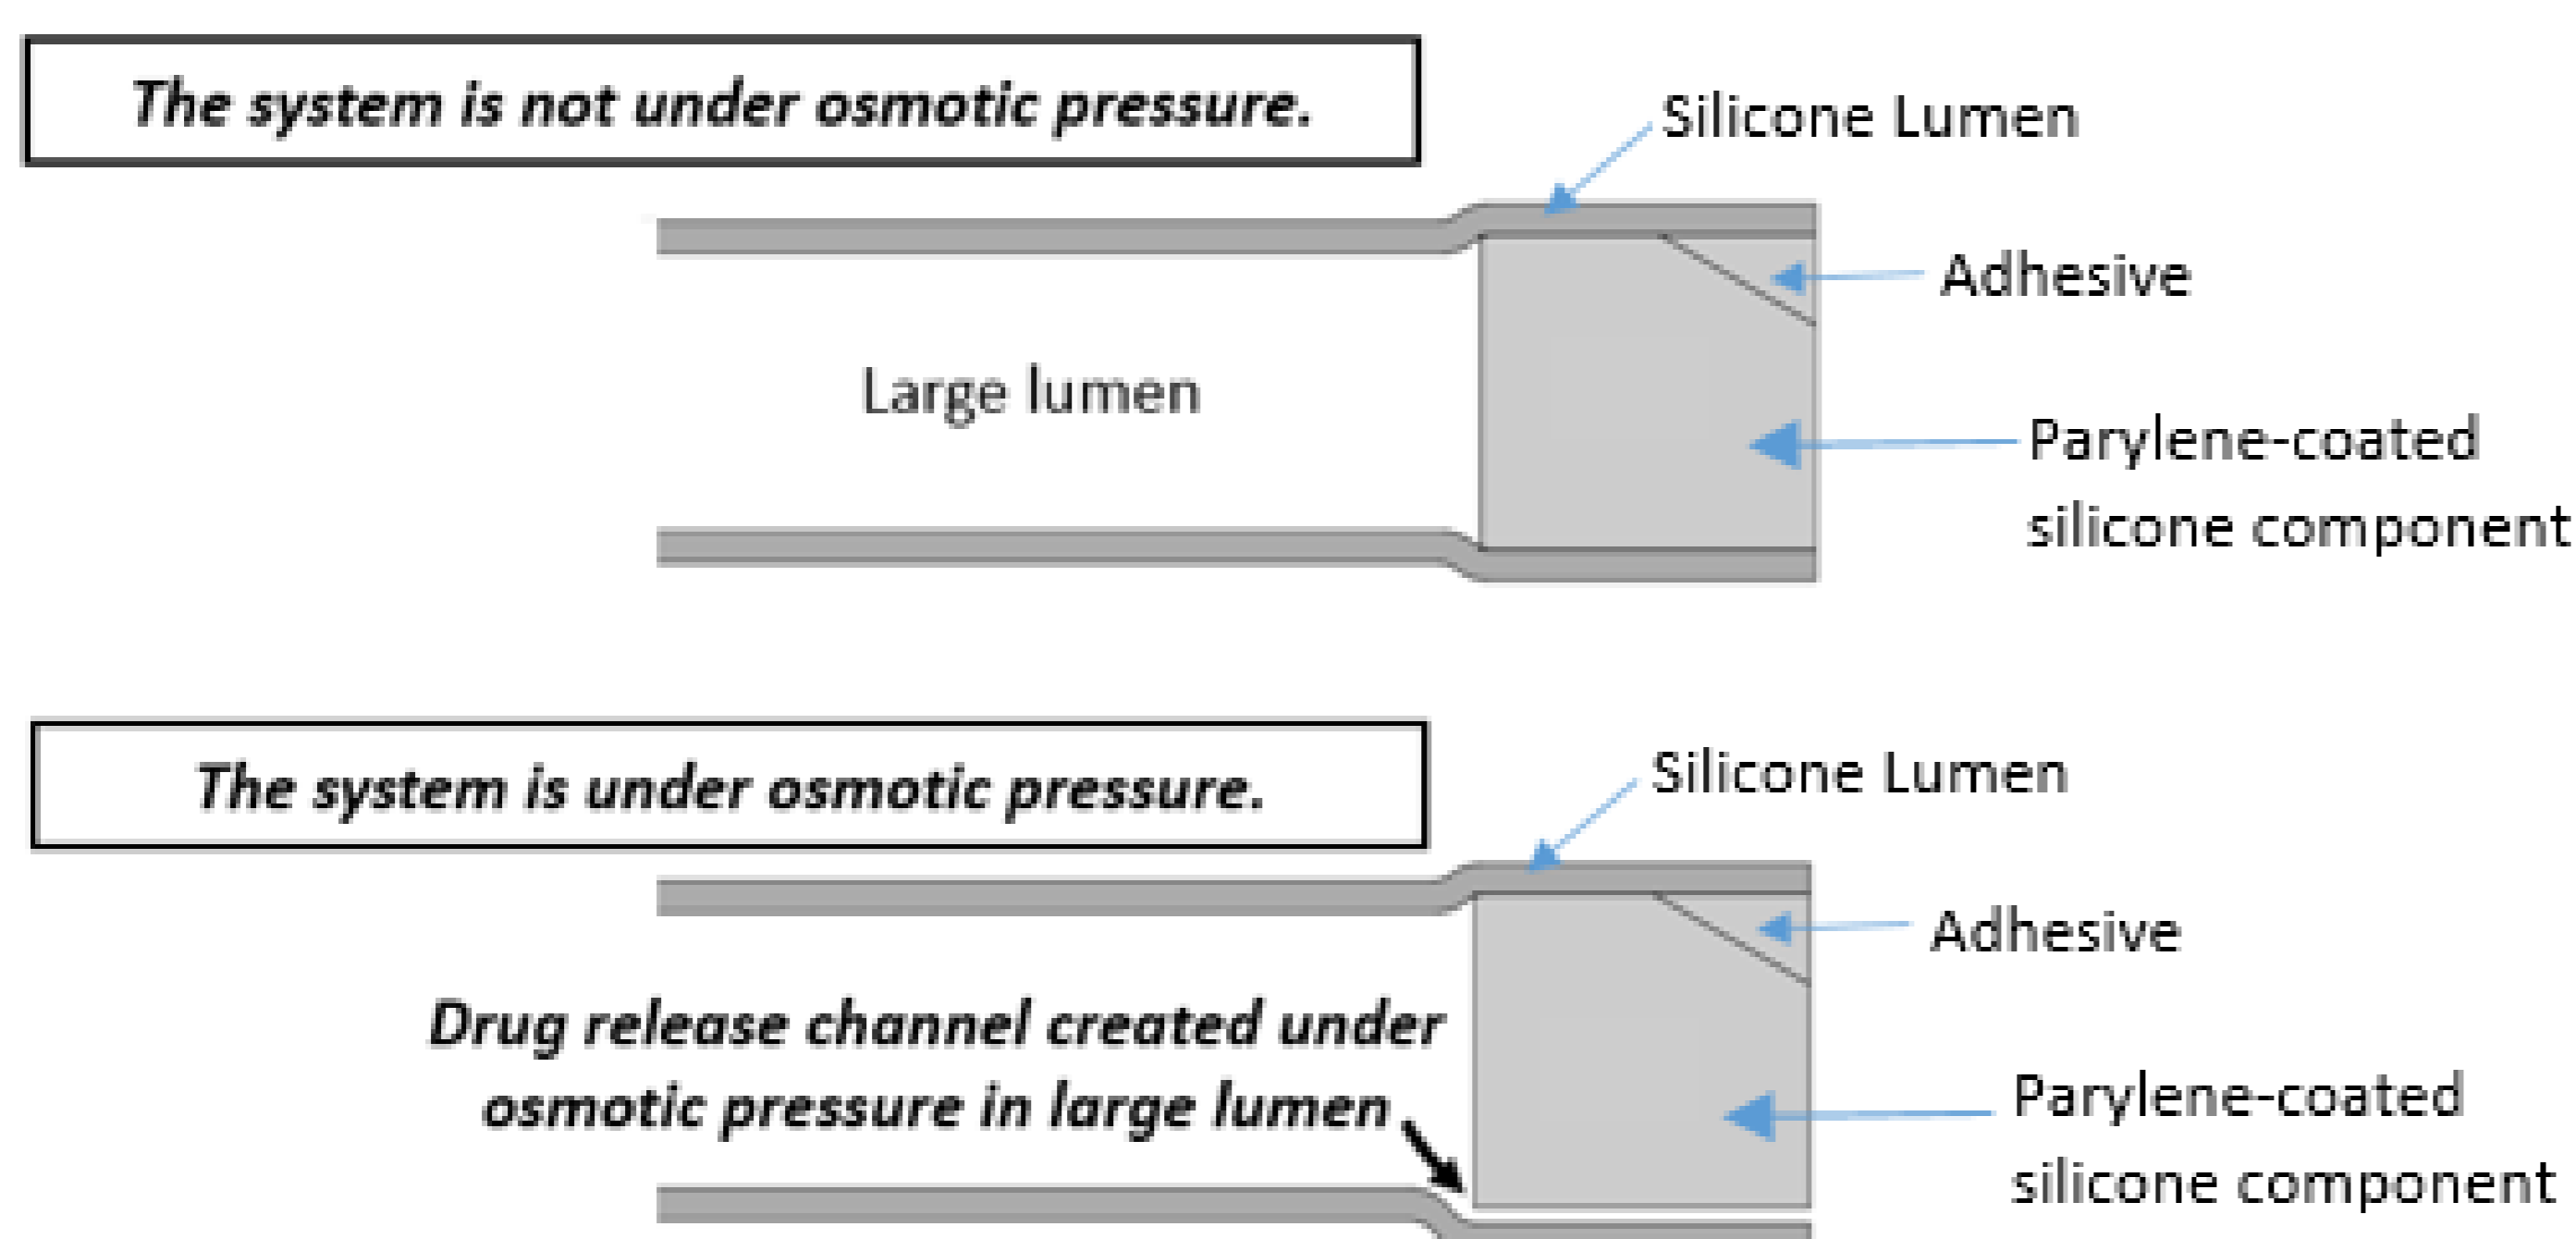 The system is not under osmotic pressure.
Silicone Lumen
Adhesive
Large lumen
Parylene-coated
silicone component
The system is under osmotic pressure.
Silicone Lumen
Adhesive
Drug release channel created under
osmotic pressure in large lumen
Parylene-coated
silicone component